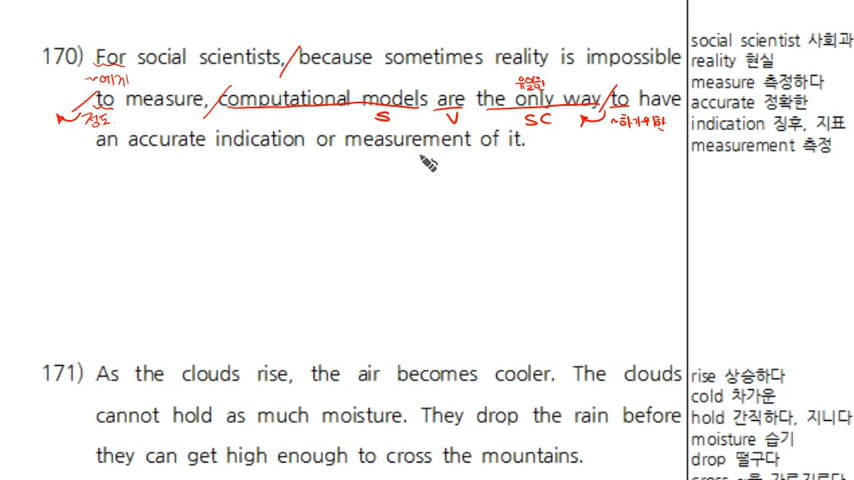 170) For social scientists, because sometimes reality is impossible
~에게
유일한
to measure, computational models are the only way to have
정도
S V SC ~하기위한
an accurate indication or measurement of it.
171) As the clouds rise, the air becomes cooler. The clouds
cannot hold as much moisture. They drop the rain before
they can get high enough to cross the mountains.
social scientist 사회과
reality 현실
measure 측정하다
accurate 정확한
indication 징후, 지표
measurement 측정
rise 상승하다
cold 차가운
hold 간직하다, 지니다
moisture 습기
drop 떨구다